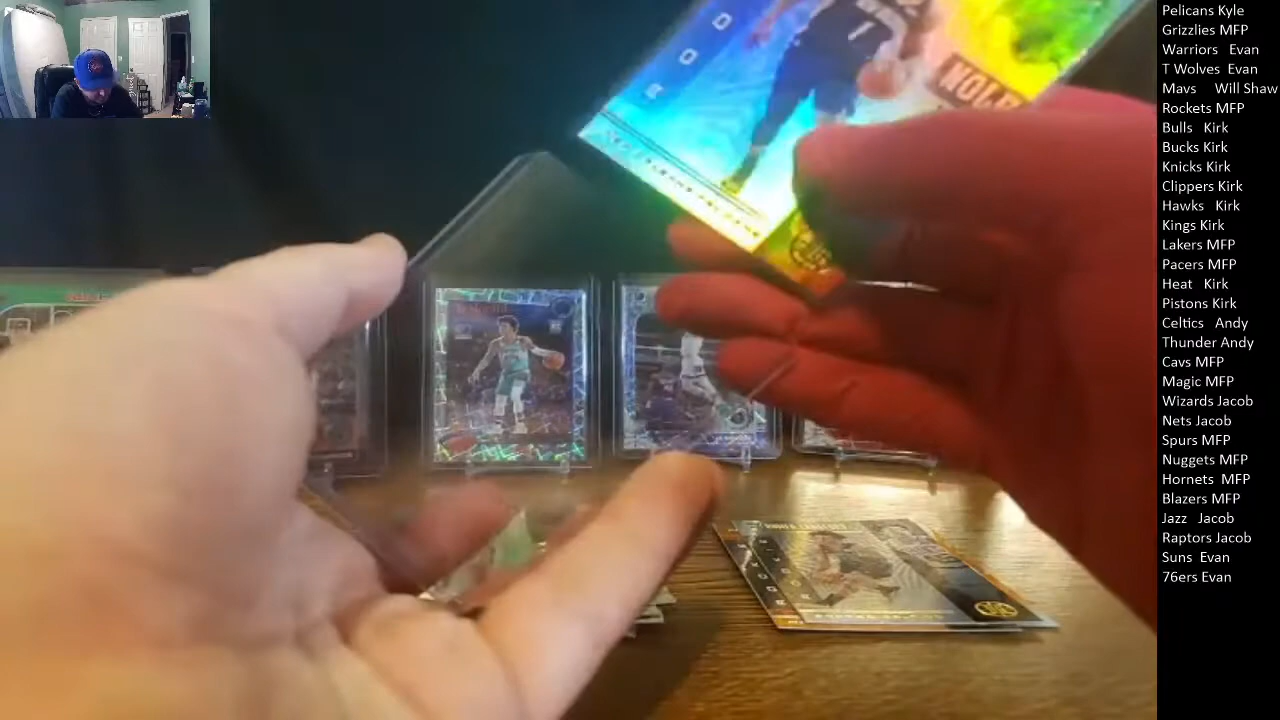 Pelicans Kyle
Grizzlies MFP
Warriors Evan
T Wolves Evan
Mavs Will Shaw
Rockets MFP
Bulls Kirk
Bucks Kirk
Knicks Kirk
Clippers Kirk
Hawks Kirk
Kings Kirk
Lakers MFP
Pacers MFP
Heat Kirk
Pistons Kirk
Celtics Andy
Thunder Andy
Cavs MFP
Magic MFP
Wizards Jacob
Nets Jacob
Spurs MFP
Nuggets MFP
Hornets MFP
Blazers MFP
Jazz Jacob
Raptors Jacob
Suns Evan
76ers Evan
NOLA